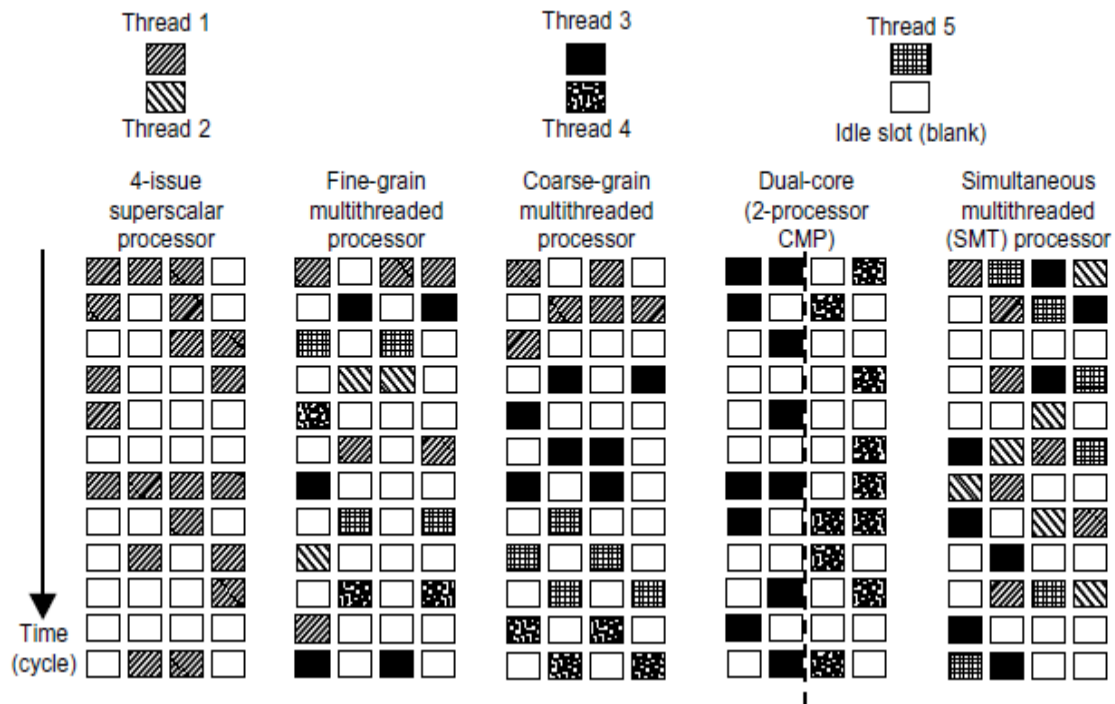 Thread 1
Thread 2
Thread 3
Thread 4
Thread 5
Idle slot (blank)
4-issue
superscalar
processor
Fine-grain
multithreaded
processor
Coarse-grain
multithreaded
processor
Dual-core
(2-processor
CMP)
Simultaneous
multithreaded
(SMT) processor
Time
(cycle)